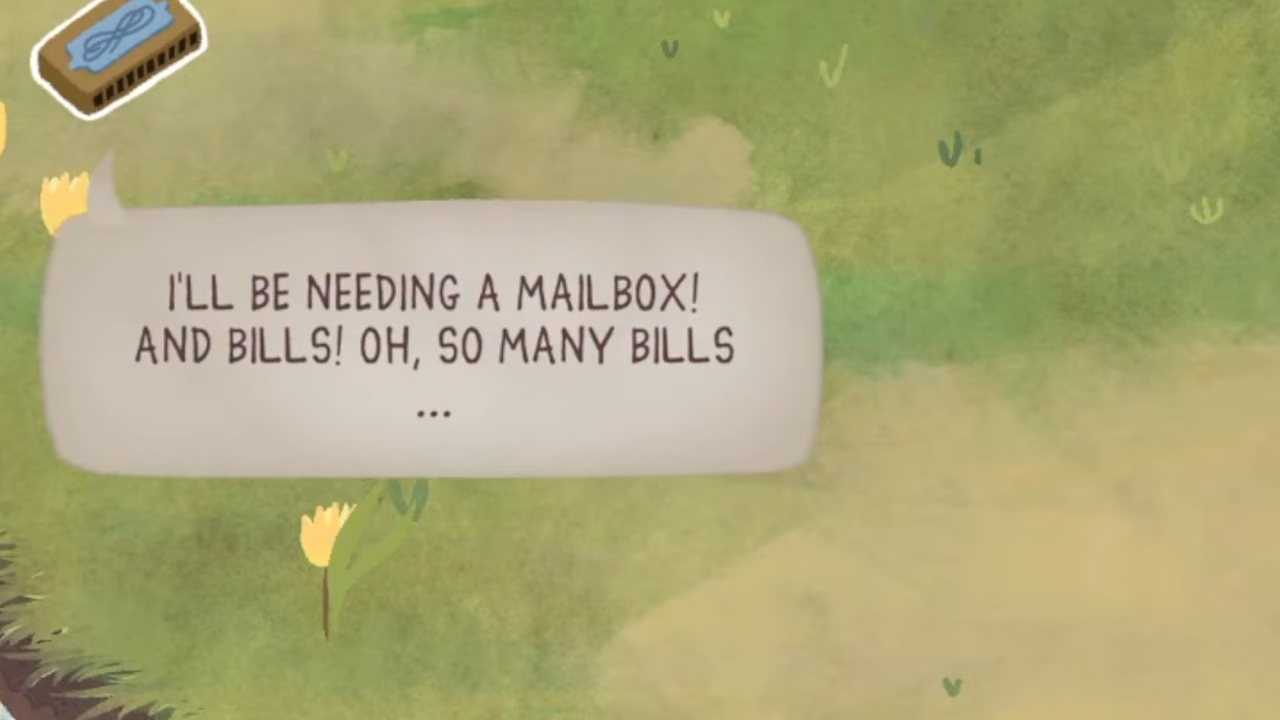 I'LL BE NEEDING A MAILBOX!
AND BILLS! OH, SO MANY BILLS
...